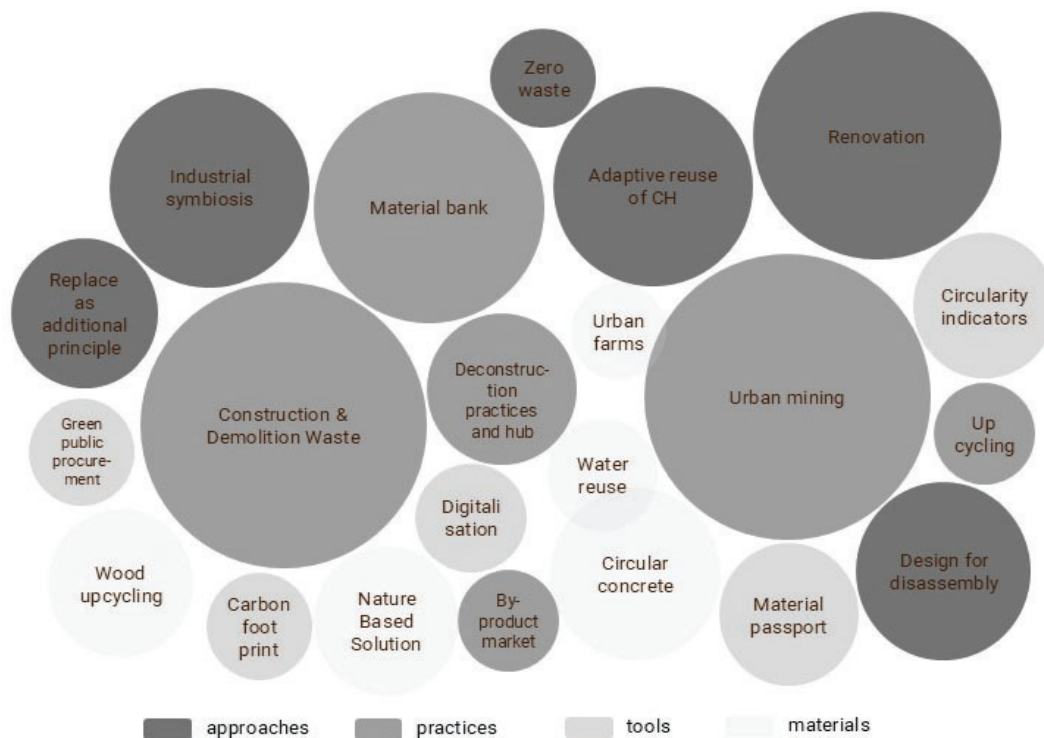 Zero
waste
Renovation
Industrial
symbiosis
Material bank
Adaptive reuse
of CH
Replace
as
additional
principle
Urban
farms
Circularity
indicators
Construction &
Demolition Waste
Deconstruc-
tion
practices
and hub
Urban mining
Green
public
procure-
ment
Up
cycling
Water
reuse
Digitali
sation
Wood
upcycling
Carbon
foot
print
Nature
Based
Solution
By-
product
market
Circular
concrete
Material
passport
Design for
disassembly
approaches
practices
tools
materials